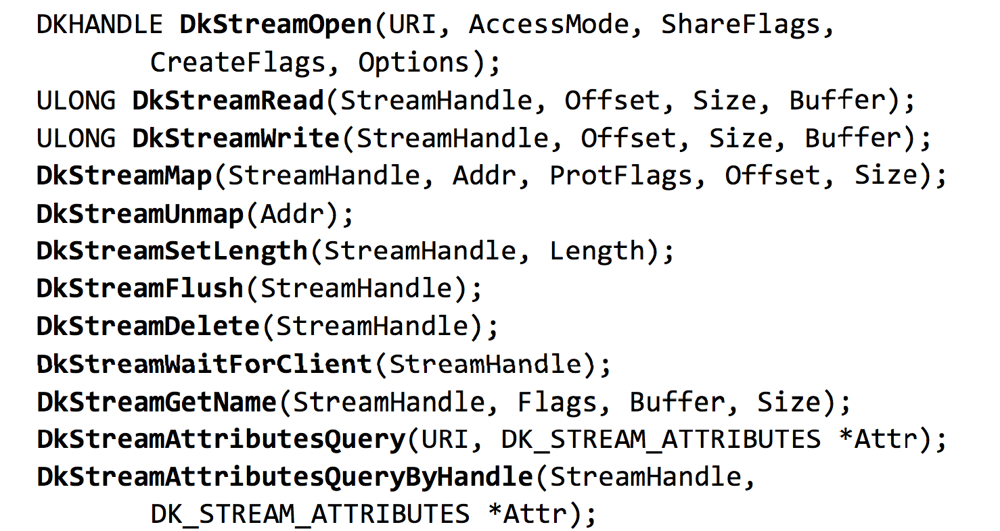 DKHANDLE DkStreamOpen(URI, AccessMode, ShareFlags,
CreateFlags, Options);
ULONG DkStreamRead(StreamHandle, Offset, Size, Buffer);
ULONG DkStreamWrite(StreamHandle, Offset, Size, Buffer);
DkStreamMap(StreamHandle, Addr, ProtFlags, Offset, Size);
DkStreamUnmap(Addr);
DkStreamSetLength(StreamHandle, Length);
DkStreamFlush(StreamHandle);
DkStreamDelete(StreamHandle);
DkStreamWaitForClient(StreamHandle);
DkStreamGetName(StreamHandle, Flags, Buffer, Size);
DkStreamAttributesQuery(URI, DK_STREAM_ATTRIBUTES *Attr);
DkStreamAttributesQueryByHandle(StreamHandle,
DK_STREAM_ATTRIBUTES *Attr);